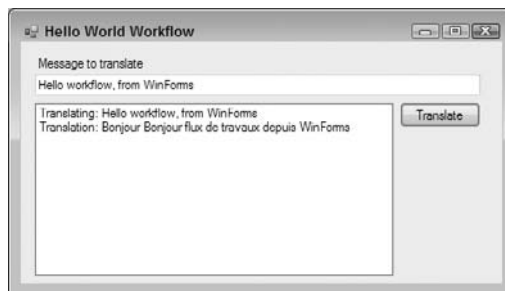 Hello World Workflow
Message to translate
Hello workflow, from WinForms
Translating: Hello workflow, from WinForms
Translate
Translation: Bonjour Bonjour flux de travaux depuis WinForms